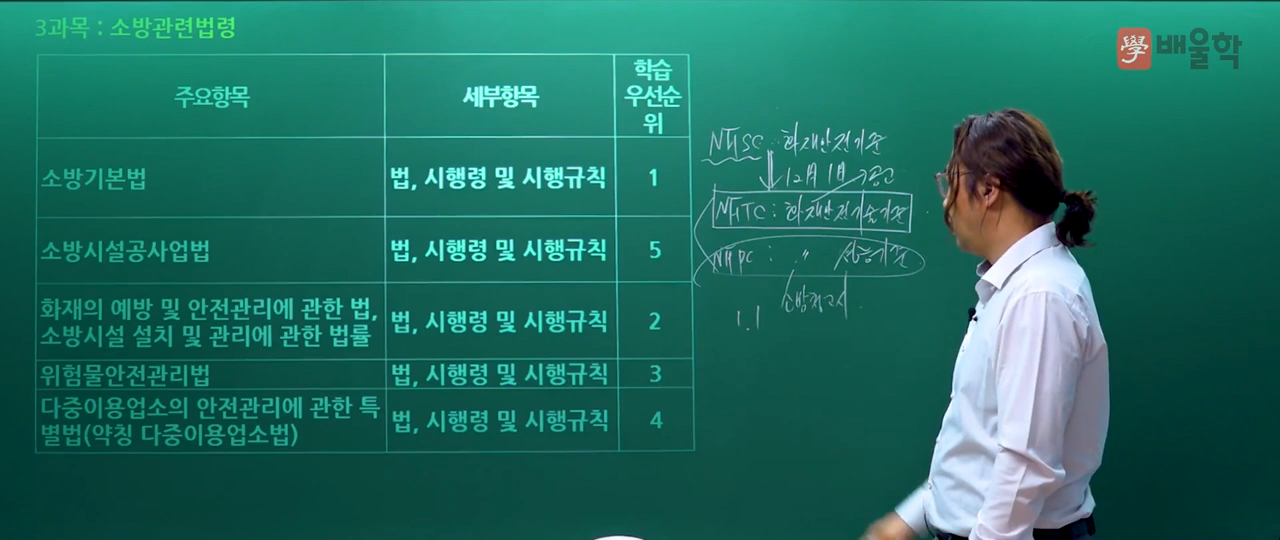 3과목 : 소방관련법령
學 배울학
주요항목
세부항목
학습
우선순
위
소방기본법
법, 시행령 및 시행규칙
1
소방시설공사업법
법, 시행령 및 시행규칙
5
화재의 예방 및 안전관리에 관한 법,
소방시설 설치 및 관리에 관한 법률
법, 시행령 및 시행규칙
2
위험물안전관리법
법, 시행령 및 시행규칙
3
다중이용업소의 안전관리에 관한 특
별법(약칭 다중이용업소법)
법, 시행령 및 시행규칙
4
NFSC : 화재안전기준
12月 1日 공고
NFTC : 화재안전기술기준
NFPC : 〃 성능기준
소방청고시
1.1